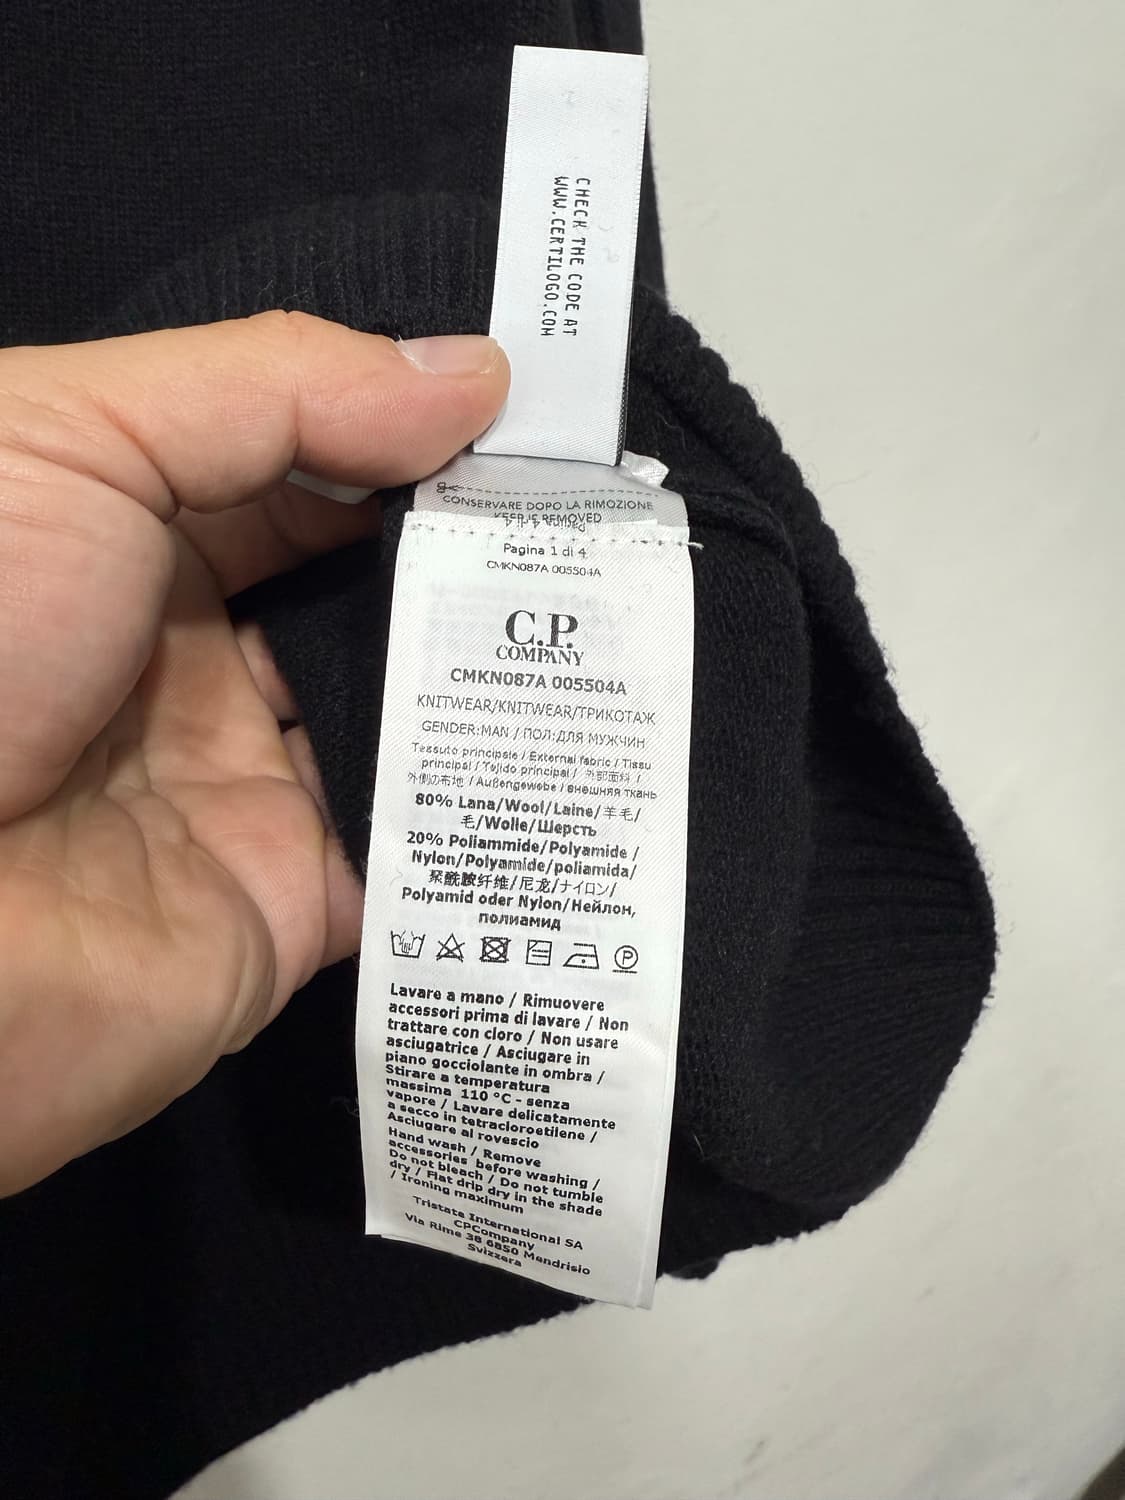 CHECK THE CODE AT
WWW.CERTILOGO.COM
CONSERVARE DOPO LA RIMOZIONE
KEEP IF REMOVED
Pagina 1 di 4
CMKN087A 005504A
C.P.
COMPANY
CMKN087A 005504A
KNITWEAR/KNITWEAR/ТРИКОТАЖ
GENDER:MAN / ПОЛ:ДЛЯ МУЖЧИН
Tessuto principale / External fabric / Tissu
principal / Tejido principal / 外部面料 /
外側の布地 / Außengewebe / внешняя ткань
80% Lana/Wool/Laine/羊毛/
毛/Wolle/Шерсть
20% Poliammide/Polyamide /
Nylon/Polyamide/poliamida/
聚酰胺纤维/尼龙/ナイロン/
Polyamid oder Nylon/Нейлон,
полиамид
P
Lavare a mano / Rimuovere
accessori prima di lavare / Non
trattare con cloro / Non usare
asciugatrice / Asciugare in
piano gocciolante in ombra /
Stirare a temperatura
massima 110 °C - senza
vapore / Lavare delicatamente
a secco in tetracloroetilene /
Asciugare al rovescio
Hand wash / Remove
accessories before washing /
Do not bleach / Do not tumble
dry / Flat drip dry in the shade
/ Ironing maximum
Tristate International SA
CPCompany
Via Rime 38 6850 Mendrisio
Svizzera